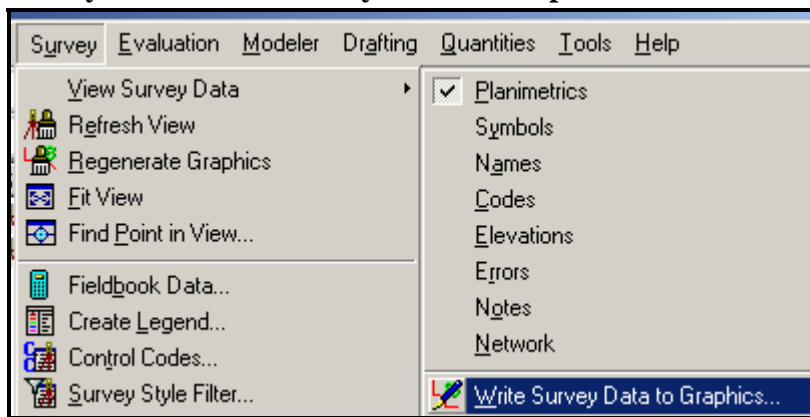 Survey Evaluation Modeler Drafting Quantities Tools Help
View Survey Data
Refresh View
Regenerate Graphics
Fit View
Find Point in View...
Fieldbook Data...
Create Legend...
Control Codes...
Survey Style Filter...
Planimetrics
Symbols
Names
Codes
Elevations
Errors
Notes
Network
Write Survey Data to Graphics...